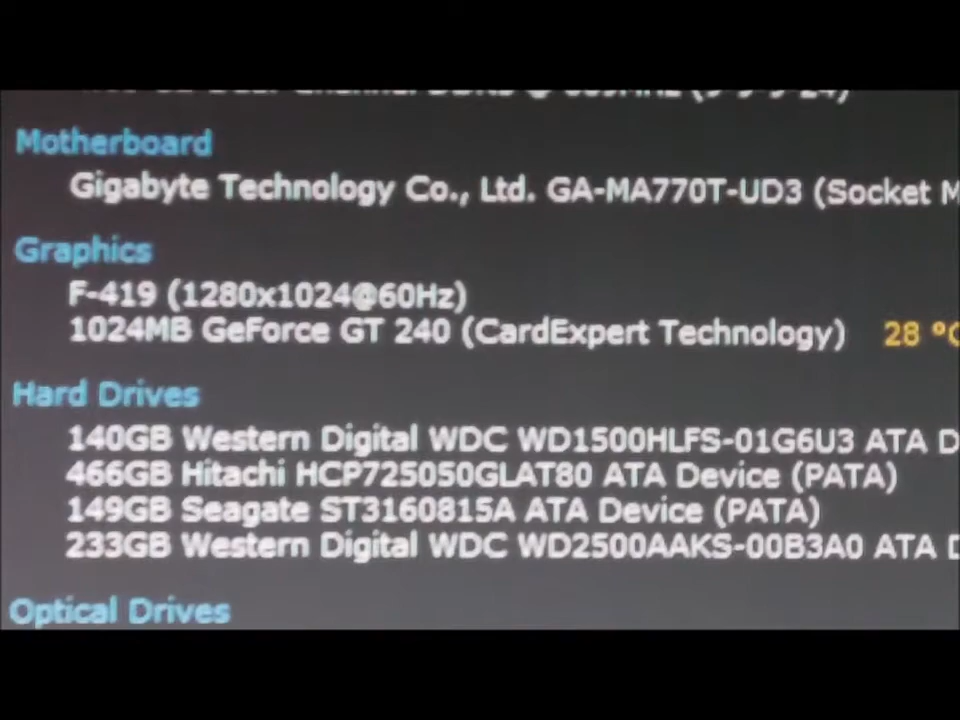 Motherboard
Gigabyte Technology Co., Ltd. GA-MA770T-UD3 (Socket M
Graphics
F-419 (1280x1024@60Hz)
1024MB GeForce GT 240 (CardExpert Technology) 28 °C
Hard Drives
140GB Western Digital WDC WD1500HLFS-01G6U3 ATA D
466GB Hitachi HCP725050GLAT80 ATA Device (PATA)
149GB Seagate ST3160815A ATA Device (PATA)
233GB Western Digital WDC WD2500AAKS-00B3A0 ATA D
Optical Drives